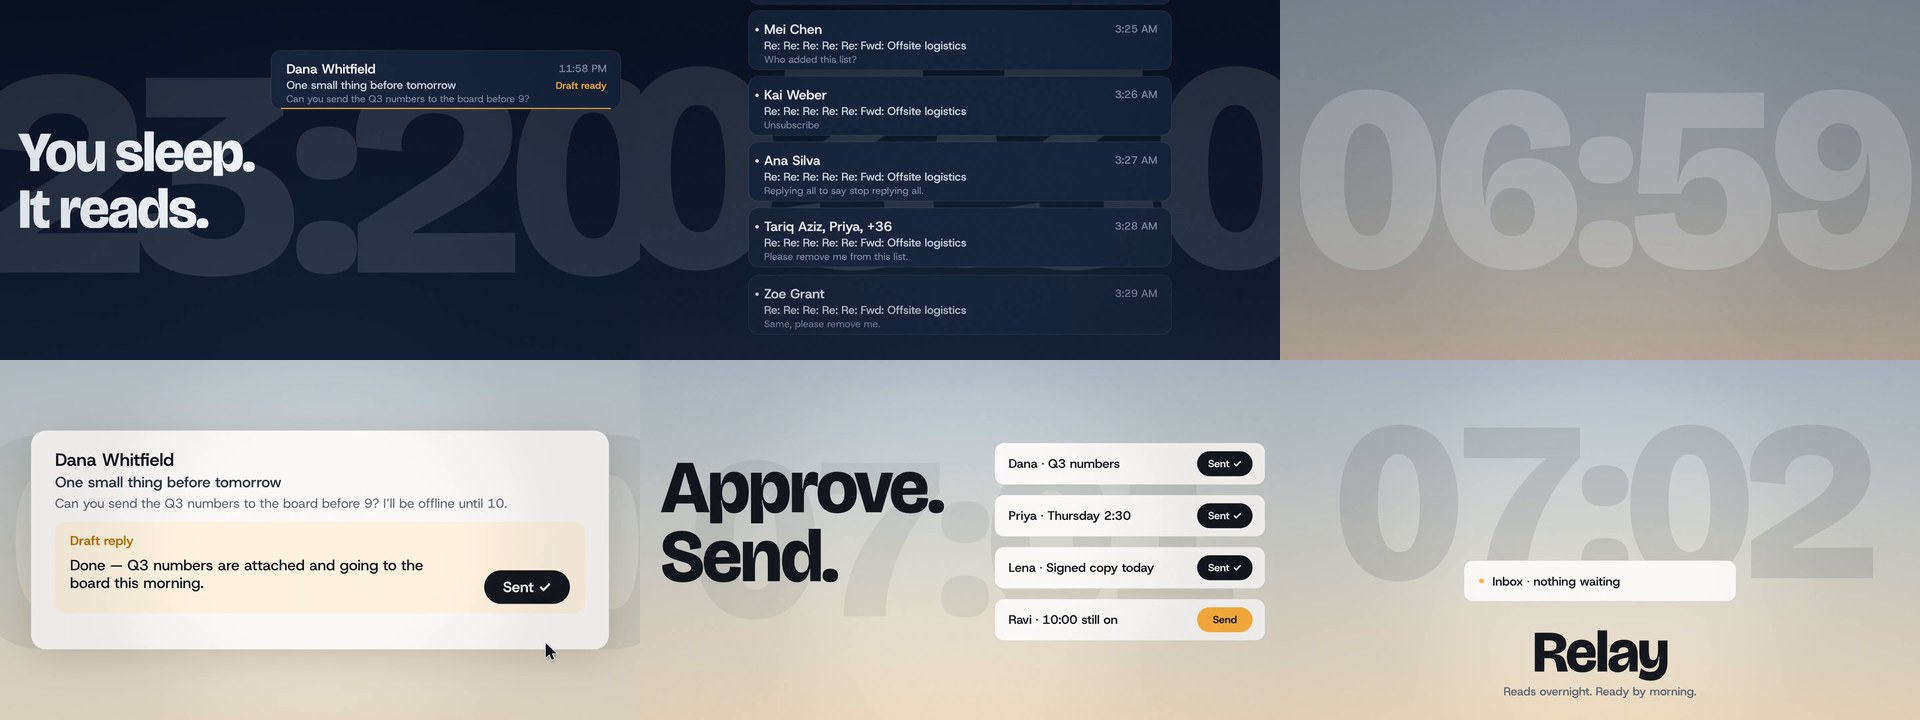 23:20
Dana Whitfield
11:58 PM
One small thing before tomorrow
Draft ready
Can you send the Q3 numbers to the board before 9?
You sleep.
It reads.
Mei Chen
3:25 AM
Re: Re: Re: Re: Re: Fwd: Offsite logistics
Who added this list?
Kai Weber
3:26 AM
Re: Re: Re: Re: Re: Fwd: Offsite logistics
Unsubscribe
Ana Silva
3:27 AM
Re: Re: Re: Re: Re: Fwd: Offsite logistics
Replying all to say stop replying all.
Tariq Aziz, Priya, +36
3:28 AM
Re: Re: Re: Re: Re: Fwd: Offsite logistics
Please remove me from this list.
Zoe Grant
3:29 AM
Re: Re: Re: Re: Re: Fwd: Offsite logistics
Same, please remove me.
06:59
Dana Whitfield
One small thing before tomorrow
Can you send the Q3 numbers to the board before 9? I'll be offline until 10.
Draft reply
Done — Q3 numbers are attached and going to the
board this morning.
Sent ✓
Approve.
Send.
07:01
Dana · Q3 numbers
Sent ✓
Priya · Thursday 2:30
Sent ✓
Lena · Signed copy today
Sent ✓
Ravi · 10:00 still on
Send
07:02
Inbox · nothing waiting
Relay
Reads overnight. Ready by morning.